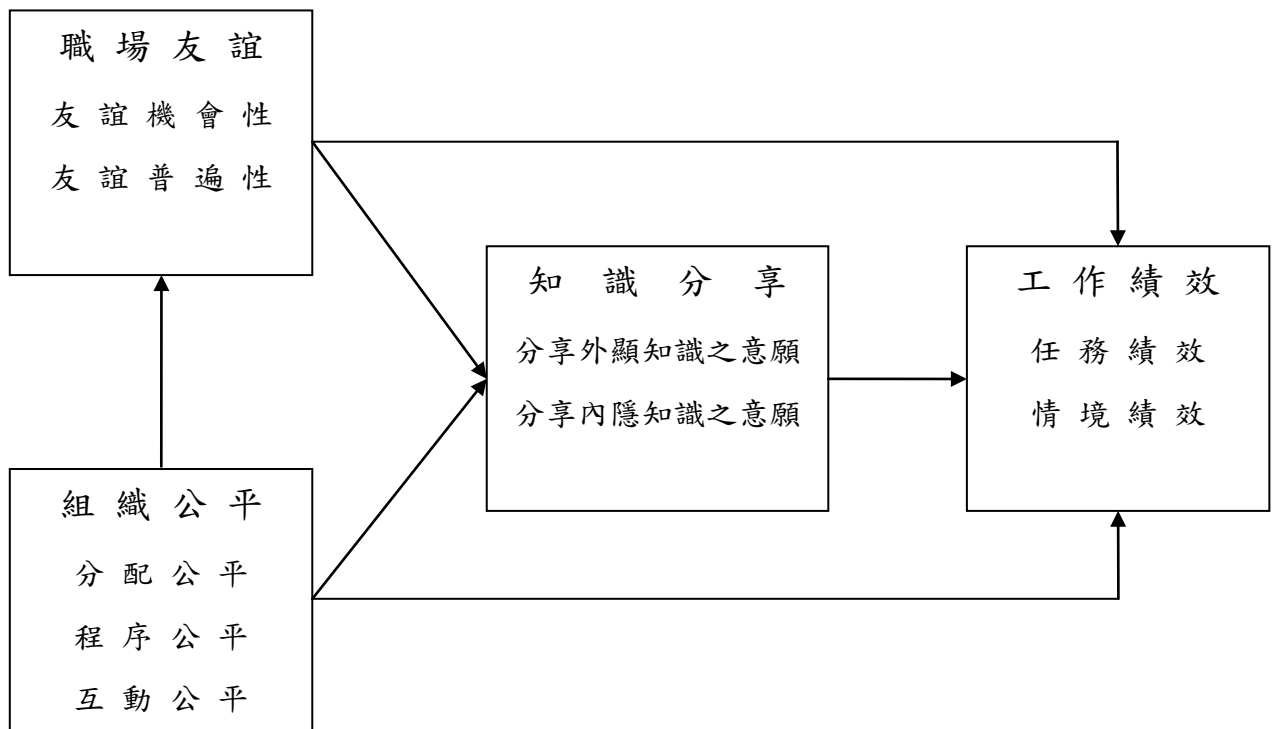 職場友誼
友誼機會性
友誼普遍性
知識分享
分享外顯知識之意願
分享內隱知識之意願
工作績效
任務績效
情境績效
組織公平
分配公平
程序公平
互動公平